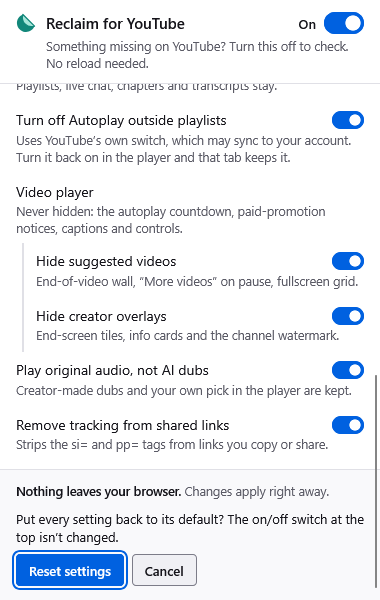 Reclaim for YouTube
On
Something missing on YouTube? Turn this off to check.
No reload needed.
Playlists, live chat, chapters and transcripts stay.
Turn off Autoplay outside playlists
Uses YouTube’s own switch, which may sync to your account.
Turn it back on in the player and that tab keeps it.
Video player
Never hidden: the autoplay countdown, paid-promotion
notices, captions and controls.
Hide suggested videos
End-of-video wall, “More videos” on pause, fullscreen grid.
Hide creator overlays
End-screen tiles, info cards and the channel watermark.
Play original audio, not AI dubs
Creator-made dubs and your own pick in the player are kept.
Remove tracking from shared links
Strips the si= and pp= tags from links you copy or share.
Nothing leaves your browser. Changes apply right away.
Put every setting back to its default? The on/off switch at the
top isn’t changed.
Reset settings
Cancel